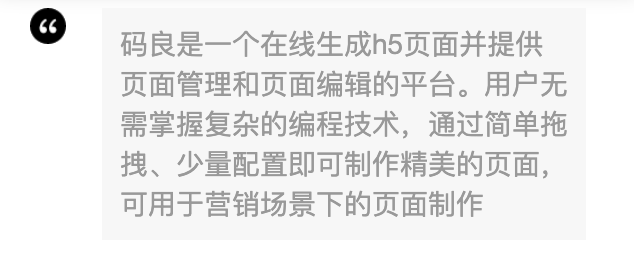 码良是一个在线生成h5页面并提供
页面管理和页面编辑的平台。用户无
需掌握复杂的编程技术，通过简单拖
拽、少量配置即可制作精美的页面，
可用于营销场景下的页面制作